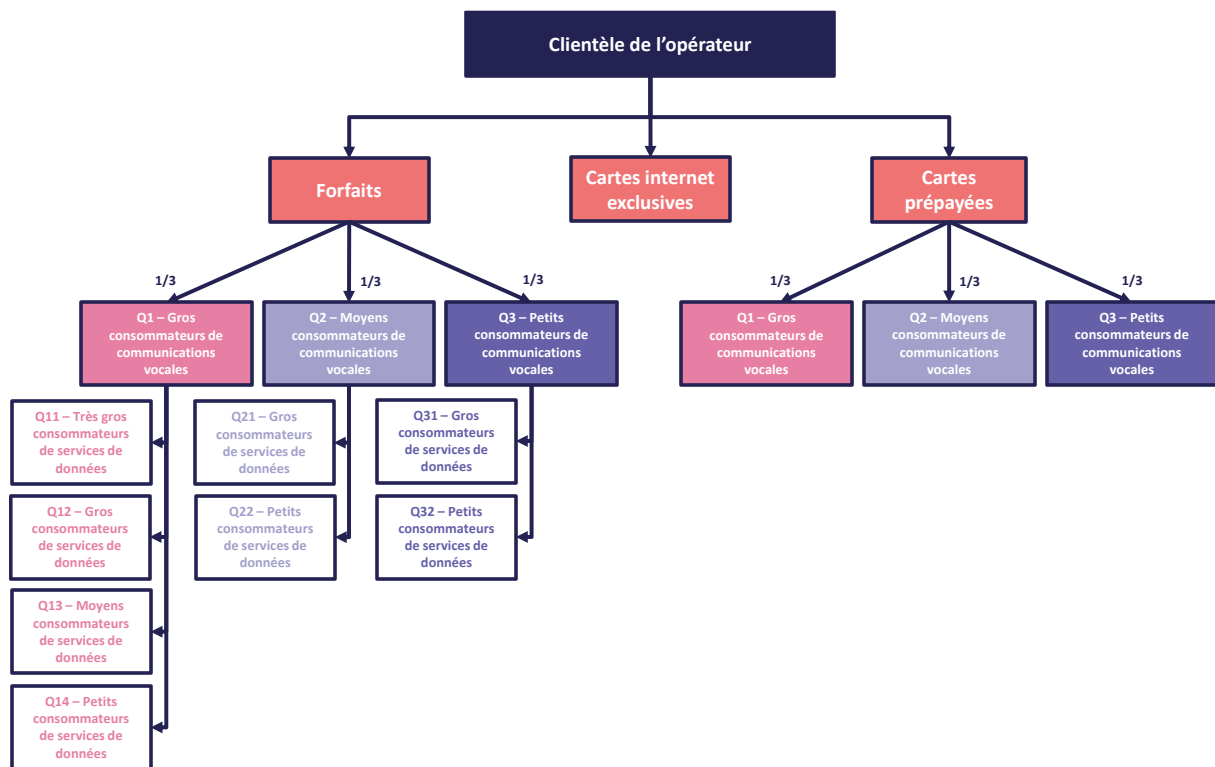 Clientèle de l’opérateur
Forfaits
Cartes internet
exclusives
Cartes
prépayées
1/3
1/3
1/3
1/3
1/3
1/3
Q1 – Gros
consommateurs de
communications
vocales
Q2 – Moyens
consommateurs de
communications
vocales
Q3 – Petits
consommateurs de
communications
vocales
Q1 – Gros
consommateurs de
communications
vocales
Q2 – Moyens
consommateurs de
communications
vocales
Q3 – Petits
consommateurs de
communications
vocales
Q11 – Très gros
consommateurs
de services de
données
Q21 – Gros
consommateurs
de services de
données
Q31 – Gros
consommateurs
de services de
données
Q12 – Gros
consommateurs
de services de
données
Q22 – Petits
consommateurs
de services de
données
Q32 – Petits
consommateurs
de services de
données
Q13 – Moyens
consommateurs
de services de
données
Q14 – Petits
consommateurs
de services de
données